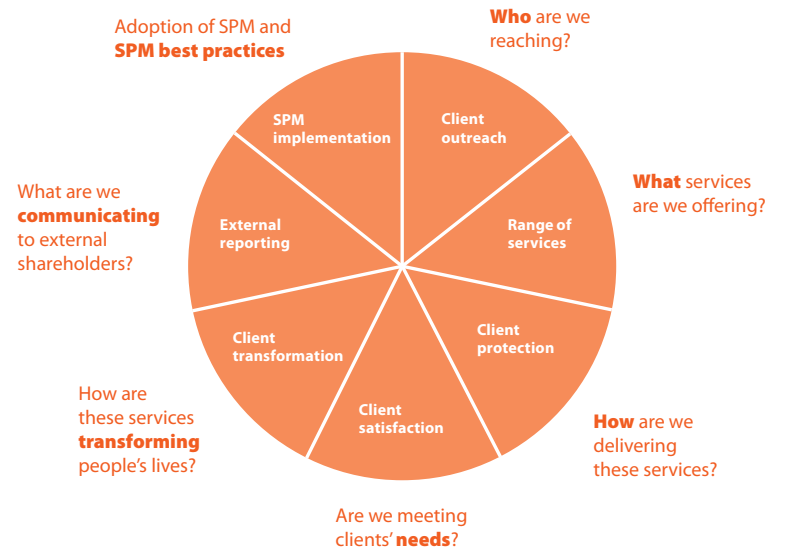 Adoption of SPM and
SPM best practices
Who are we
reaching?
SPM
implementation
Client
outreach
What services
are we offering?
What are we
communicating
to external
shareholders?
External
reporting
Range of
services
Client
transformation
Client
protection
How are
these services
transforming
people’s lives?
Client
satisfaction
How are we
delivering
these services?
Are we meeting
clients’ needs?